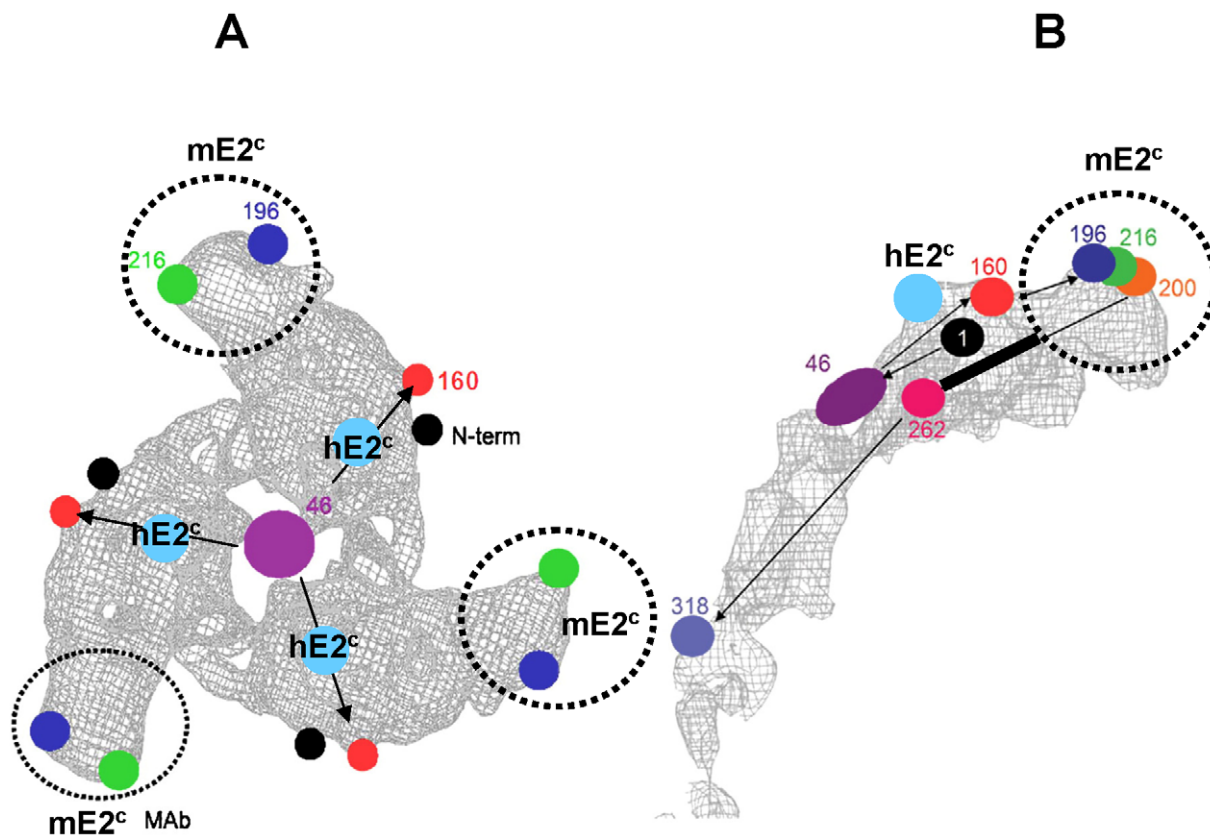 A
B
mE2ᶜ
196
216
160
hE2ᶜ
N-term
46
hE2ᶜ
hE2ᶜ
mE2ᶜ
mE2ᶜ MAb
mE2ᶜ
196
216
200
hE2ᶜ
160
1
46
262
318